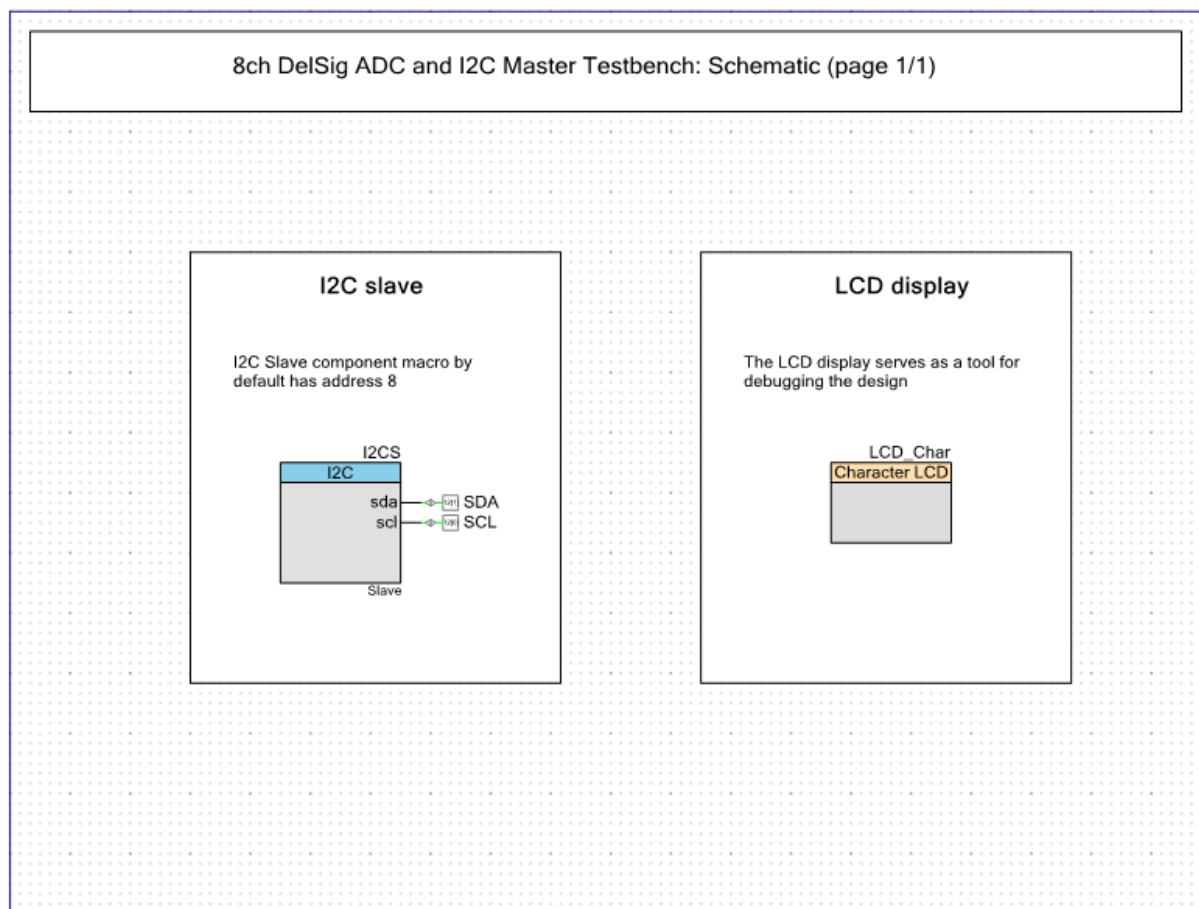 8ch DelSig ADC and I2C Master Testbench: Schematic (page 1/1)
I2C slave
I2C Slave component macro by
default has address 8
I2CS
I2C
sda
SDA
scl
SCL
Slave
LCD display
The LCD display serves as a tool for
debugging the design
LCD_Char
Character LCD